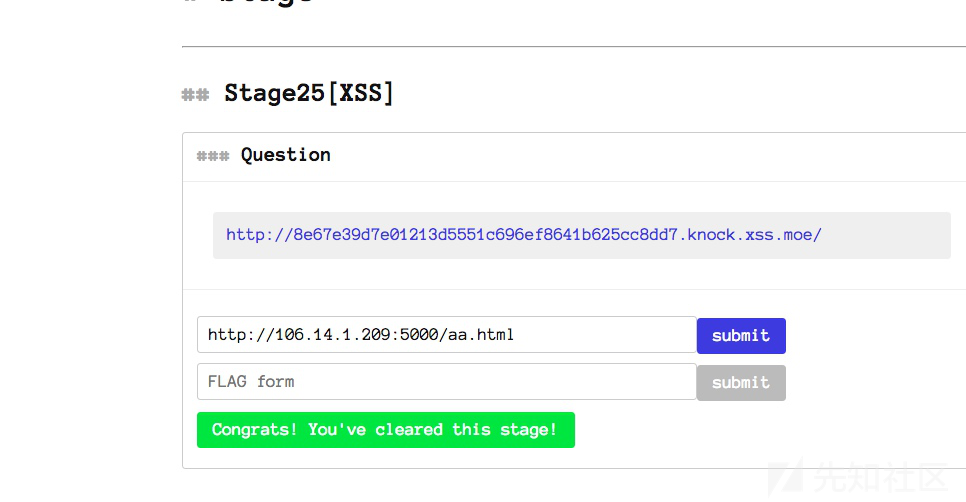 # Stage
## Stage25[XSS]
### Question
http://8e67e39d7e01213d5551c696ef8641b625cc8dd7.knock.xss.moe/
http://106.14.1.209:5000/aa.html submit
FLAG form submit
Congrats! You've cleared this stage!
先知社区